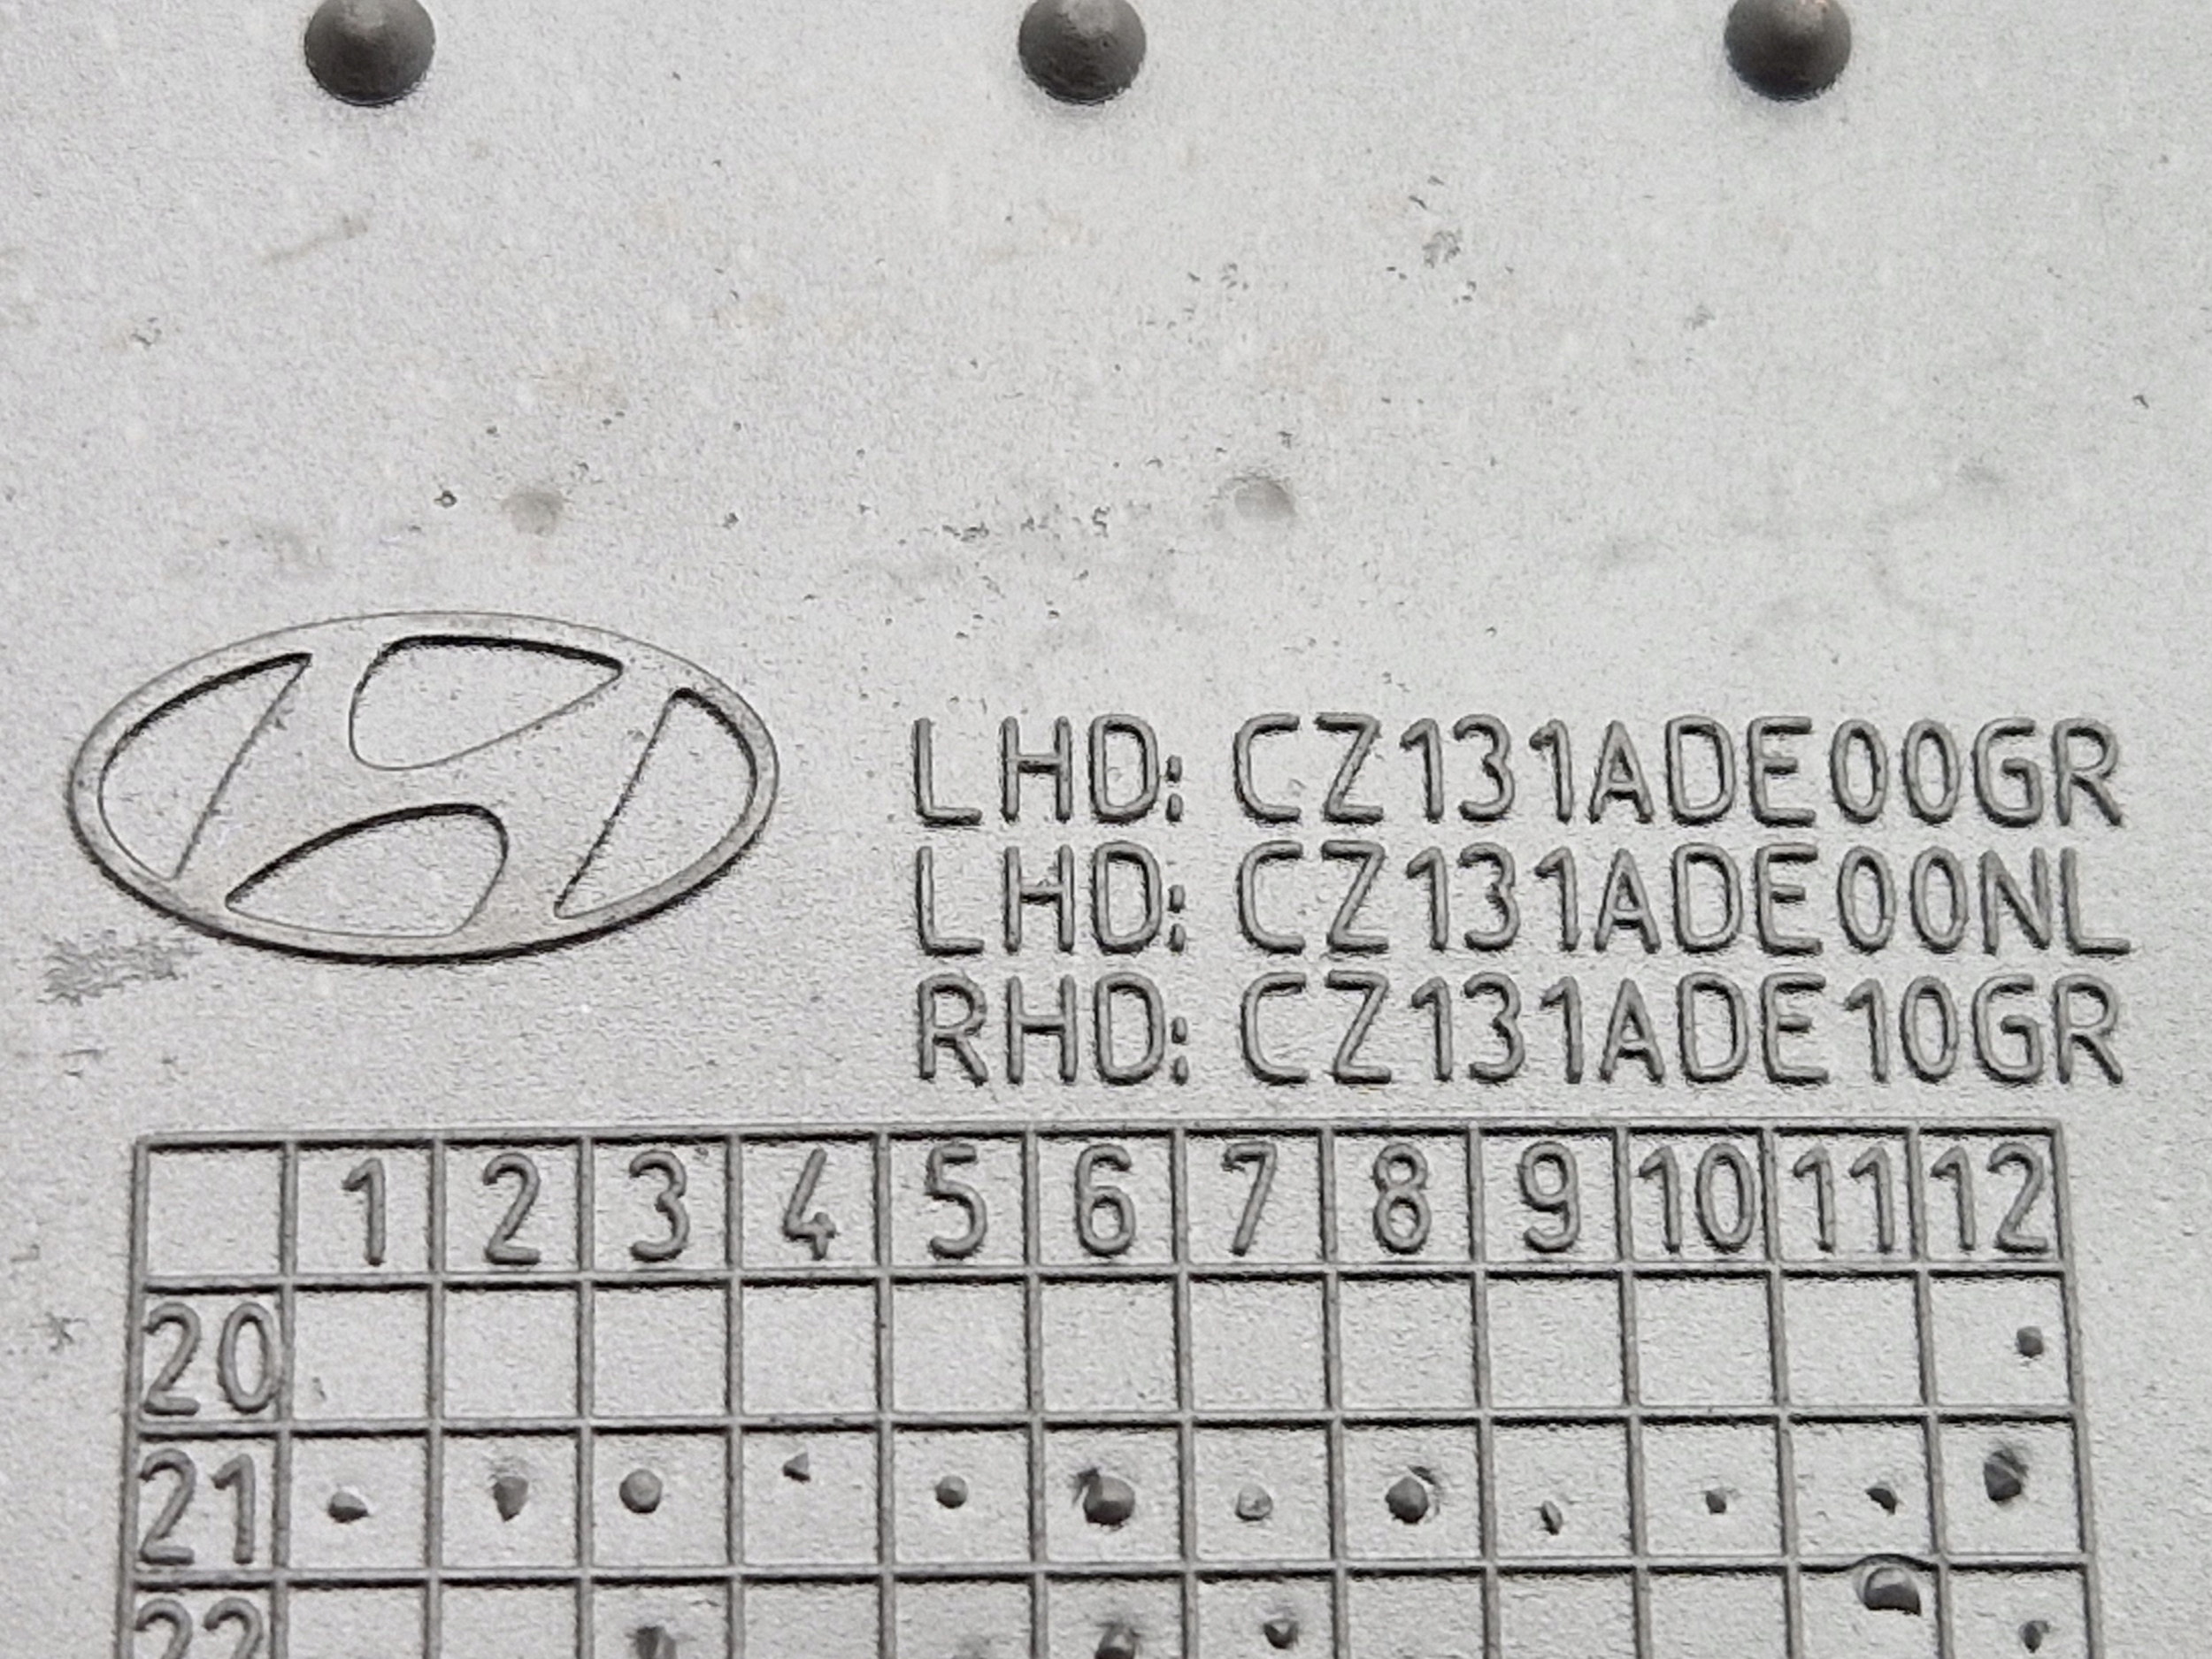 LHD: CZ131ADE00GR
LHD: CZ131ADE00NL
RHD: CZ131ADE10GR
1 2 3 4 5 6 7 8 9 10 11 12
20
21
22